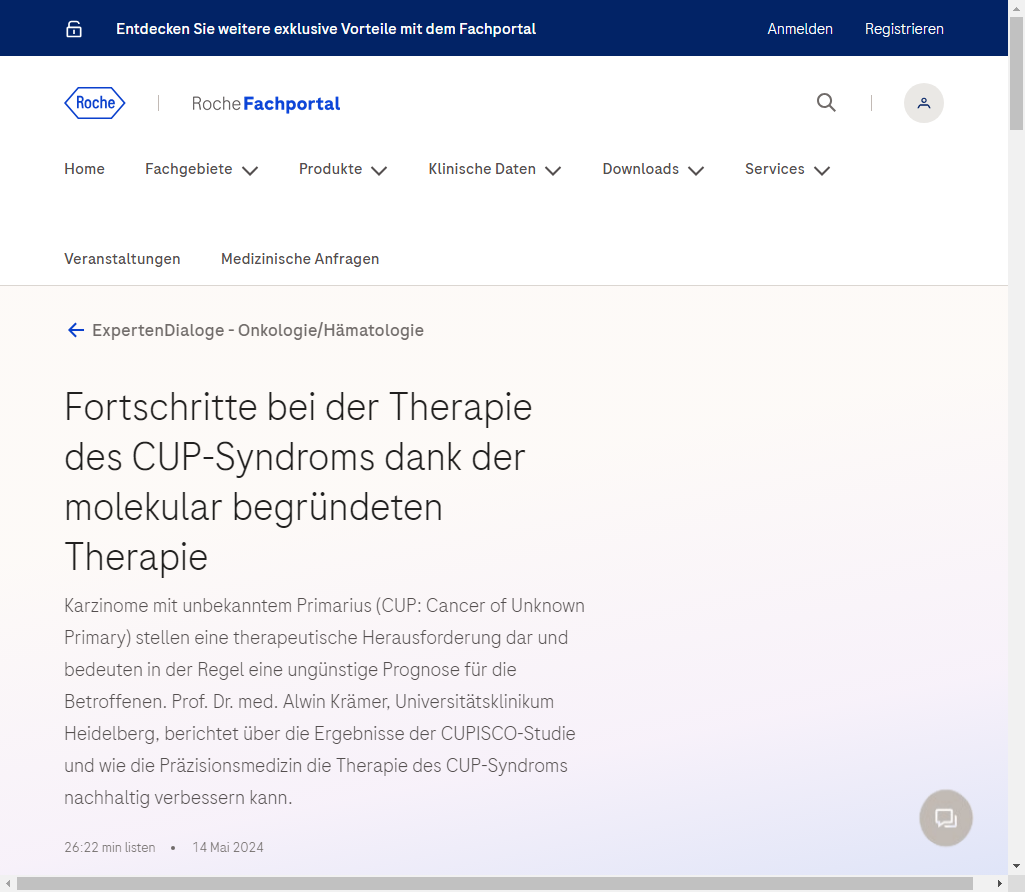 Entdecken Sie weitere exklusive Vorteile mit dem Fachportal
Anmelden
Registrieren
Roche
Roche Fachportal
Home
Fachgebiete
Produkte
Klinische Daten
Downloads
Services
Veranstaltungen
Medizinische Anfragen
ExpertenDialoge - Onkologie/Hämatologie
Fortschritte bei der Therapie
des CUP-Syndroms dank der
molekular begründeten
Therapie
Karzinome mit unbekanntem Primarius (CUP: Cancer of Unknown
Primary) stellen eine therapeutische Herausforderung dar und
bedeuten in der Regel eine ungünstige Prognose für die
Betroffenen. Prof. Dr. med. Alwin Krämer, Universitätsklinikum
Heidelberg, berichtet über die Ergebnisse der CUPISCO-Studie
und wie die Präzisionsmedizin die Therapie des CUP-Syndroms
nachhaltig verbessern kann.
26:22 min listen • 14 Mai 2024